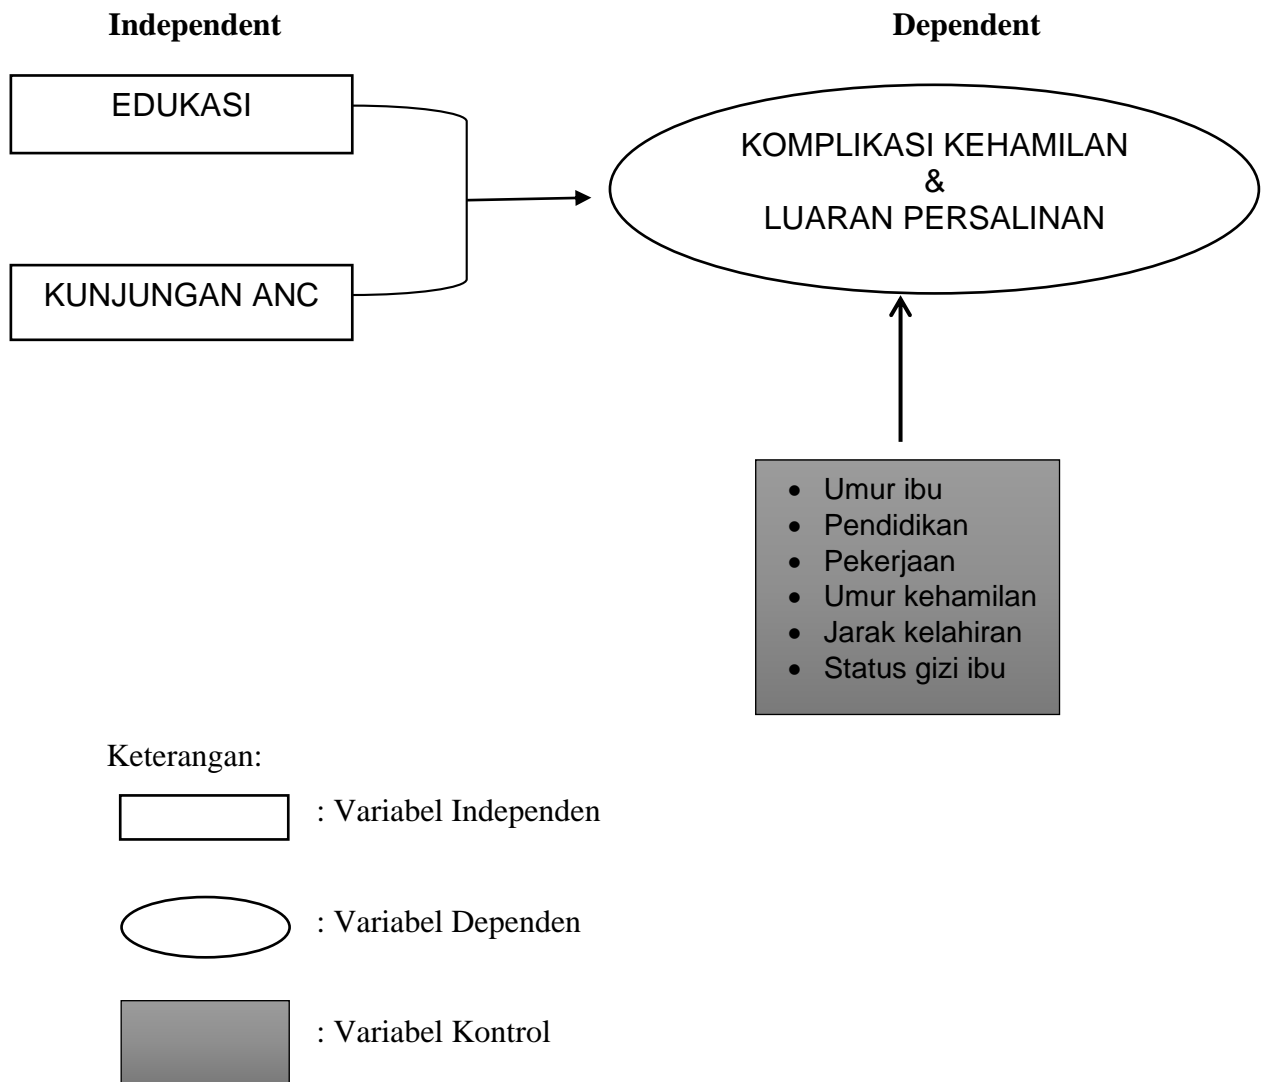 Independent
Dependent
EDUKASI
KUNJUNGAN ANC
KOMPLIKASI KEHAMILAN
&
LUARAN PERSALINAN
• Umur ibu
• Pendidikan
• Pekerjaan
• Umur kehamilan
• Jarak kelahiran
• Status gizi ibu
Keterangan:
: Variabel Independen
: Variabel Dependen
: Variabel Kontrol